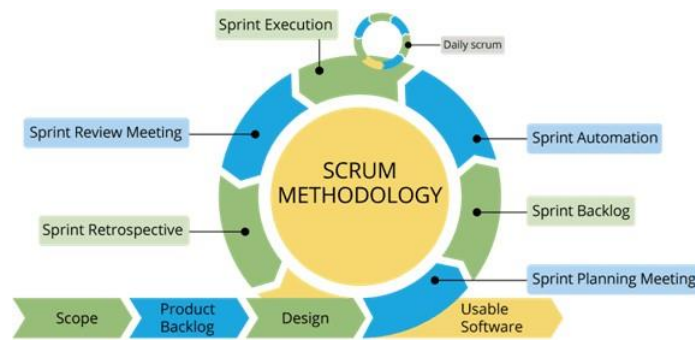 Sprint Execution
Daily scrum
Sprint Review Meeting
Sprint Automation
SCRUM
METHODOLOGY
Sprint Retrospective
Sprint Backlog
Sprint Planning Meeting
Scope
Product
Backlog
Design
Usable
Software